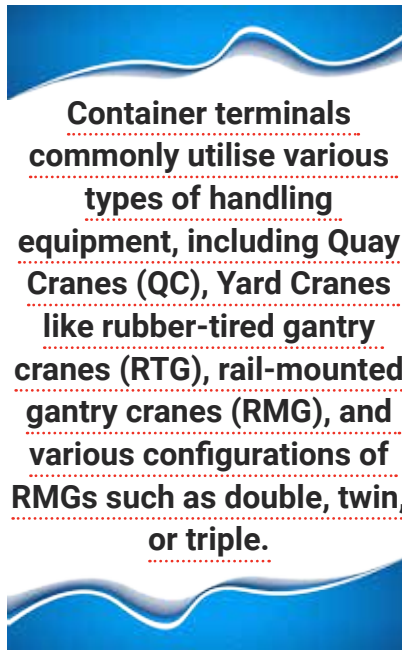 Container terminals
commonly utilise various
types of handling
equipment, including Quay
Cranes (QC), Yard Cranes
like rubber-tired gantry
cranes (RTG), rail-mounted
gantry cranes (RMG), and
various configurations of
RMGs such as double, twin,
or triple.